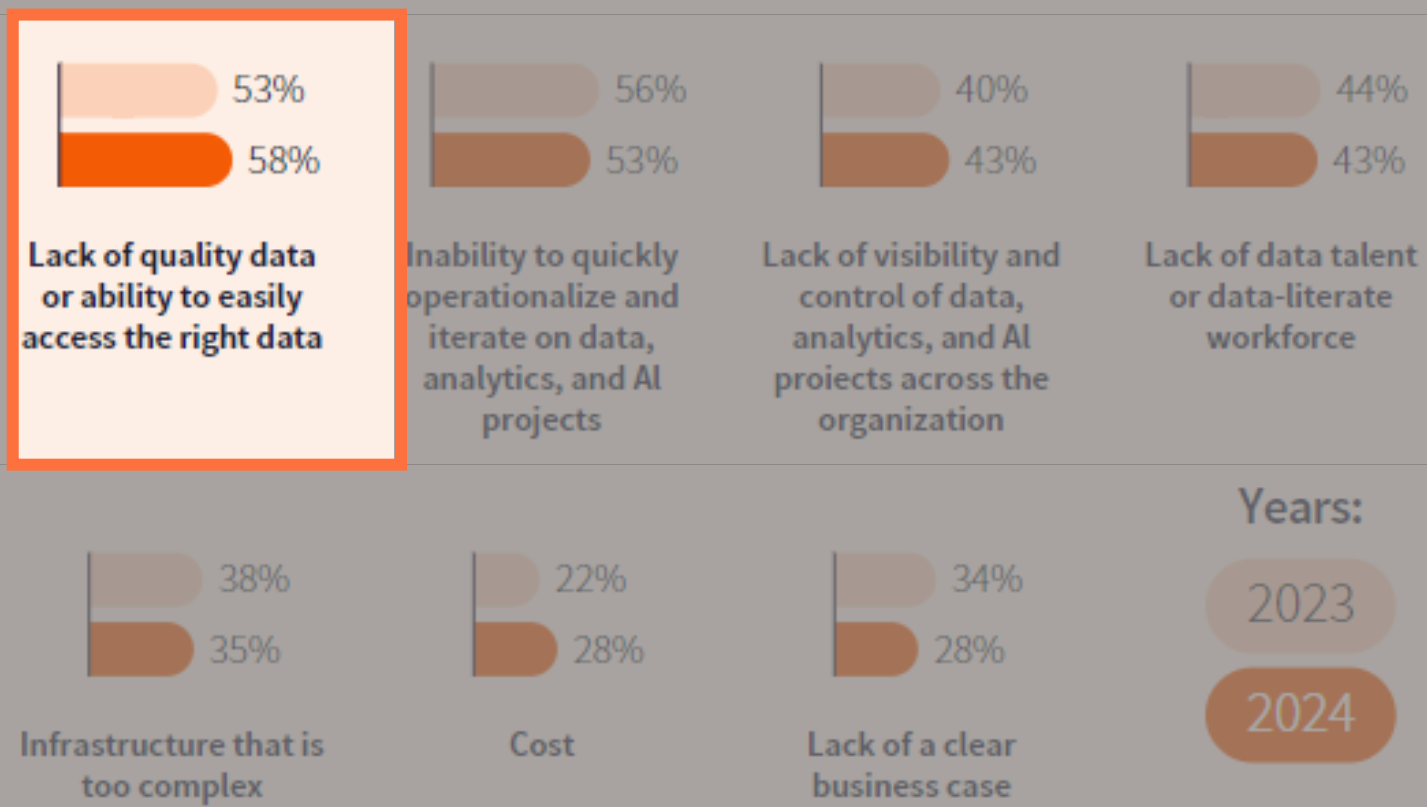 53%
58%
Lack of quality data
or ability to easily
access the right data
56%
53%
Inability to quickly
operationalize and
iterate on data,
analytics, and AI
projects
40%
43%
Lack of visibility and
control of data,
analytics, and AI
proiects across the
organization
44%
43%
Lack of data talent
or data-literate
workforce
38%
35%
Infrastructure that is
too complex
22%
28%
Cost
34%
28%
Lack of a clear
business case
Years:
2023
2024